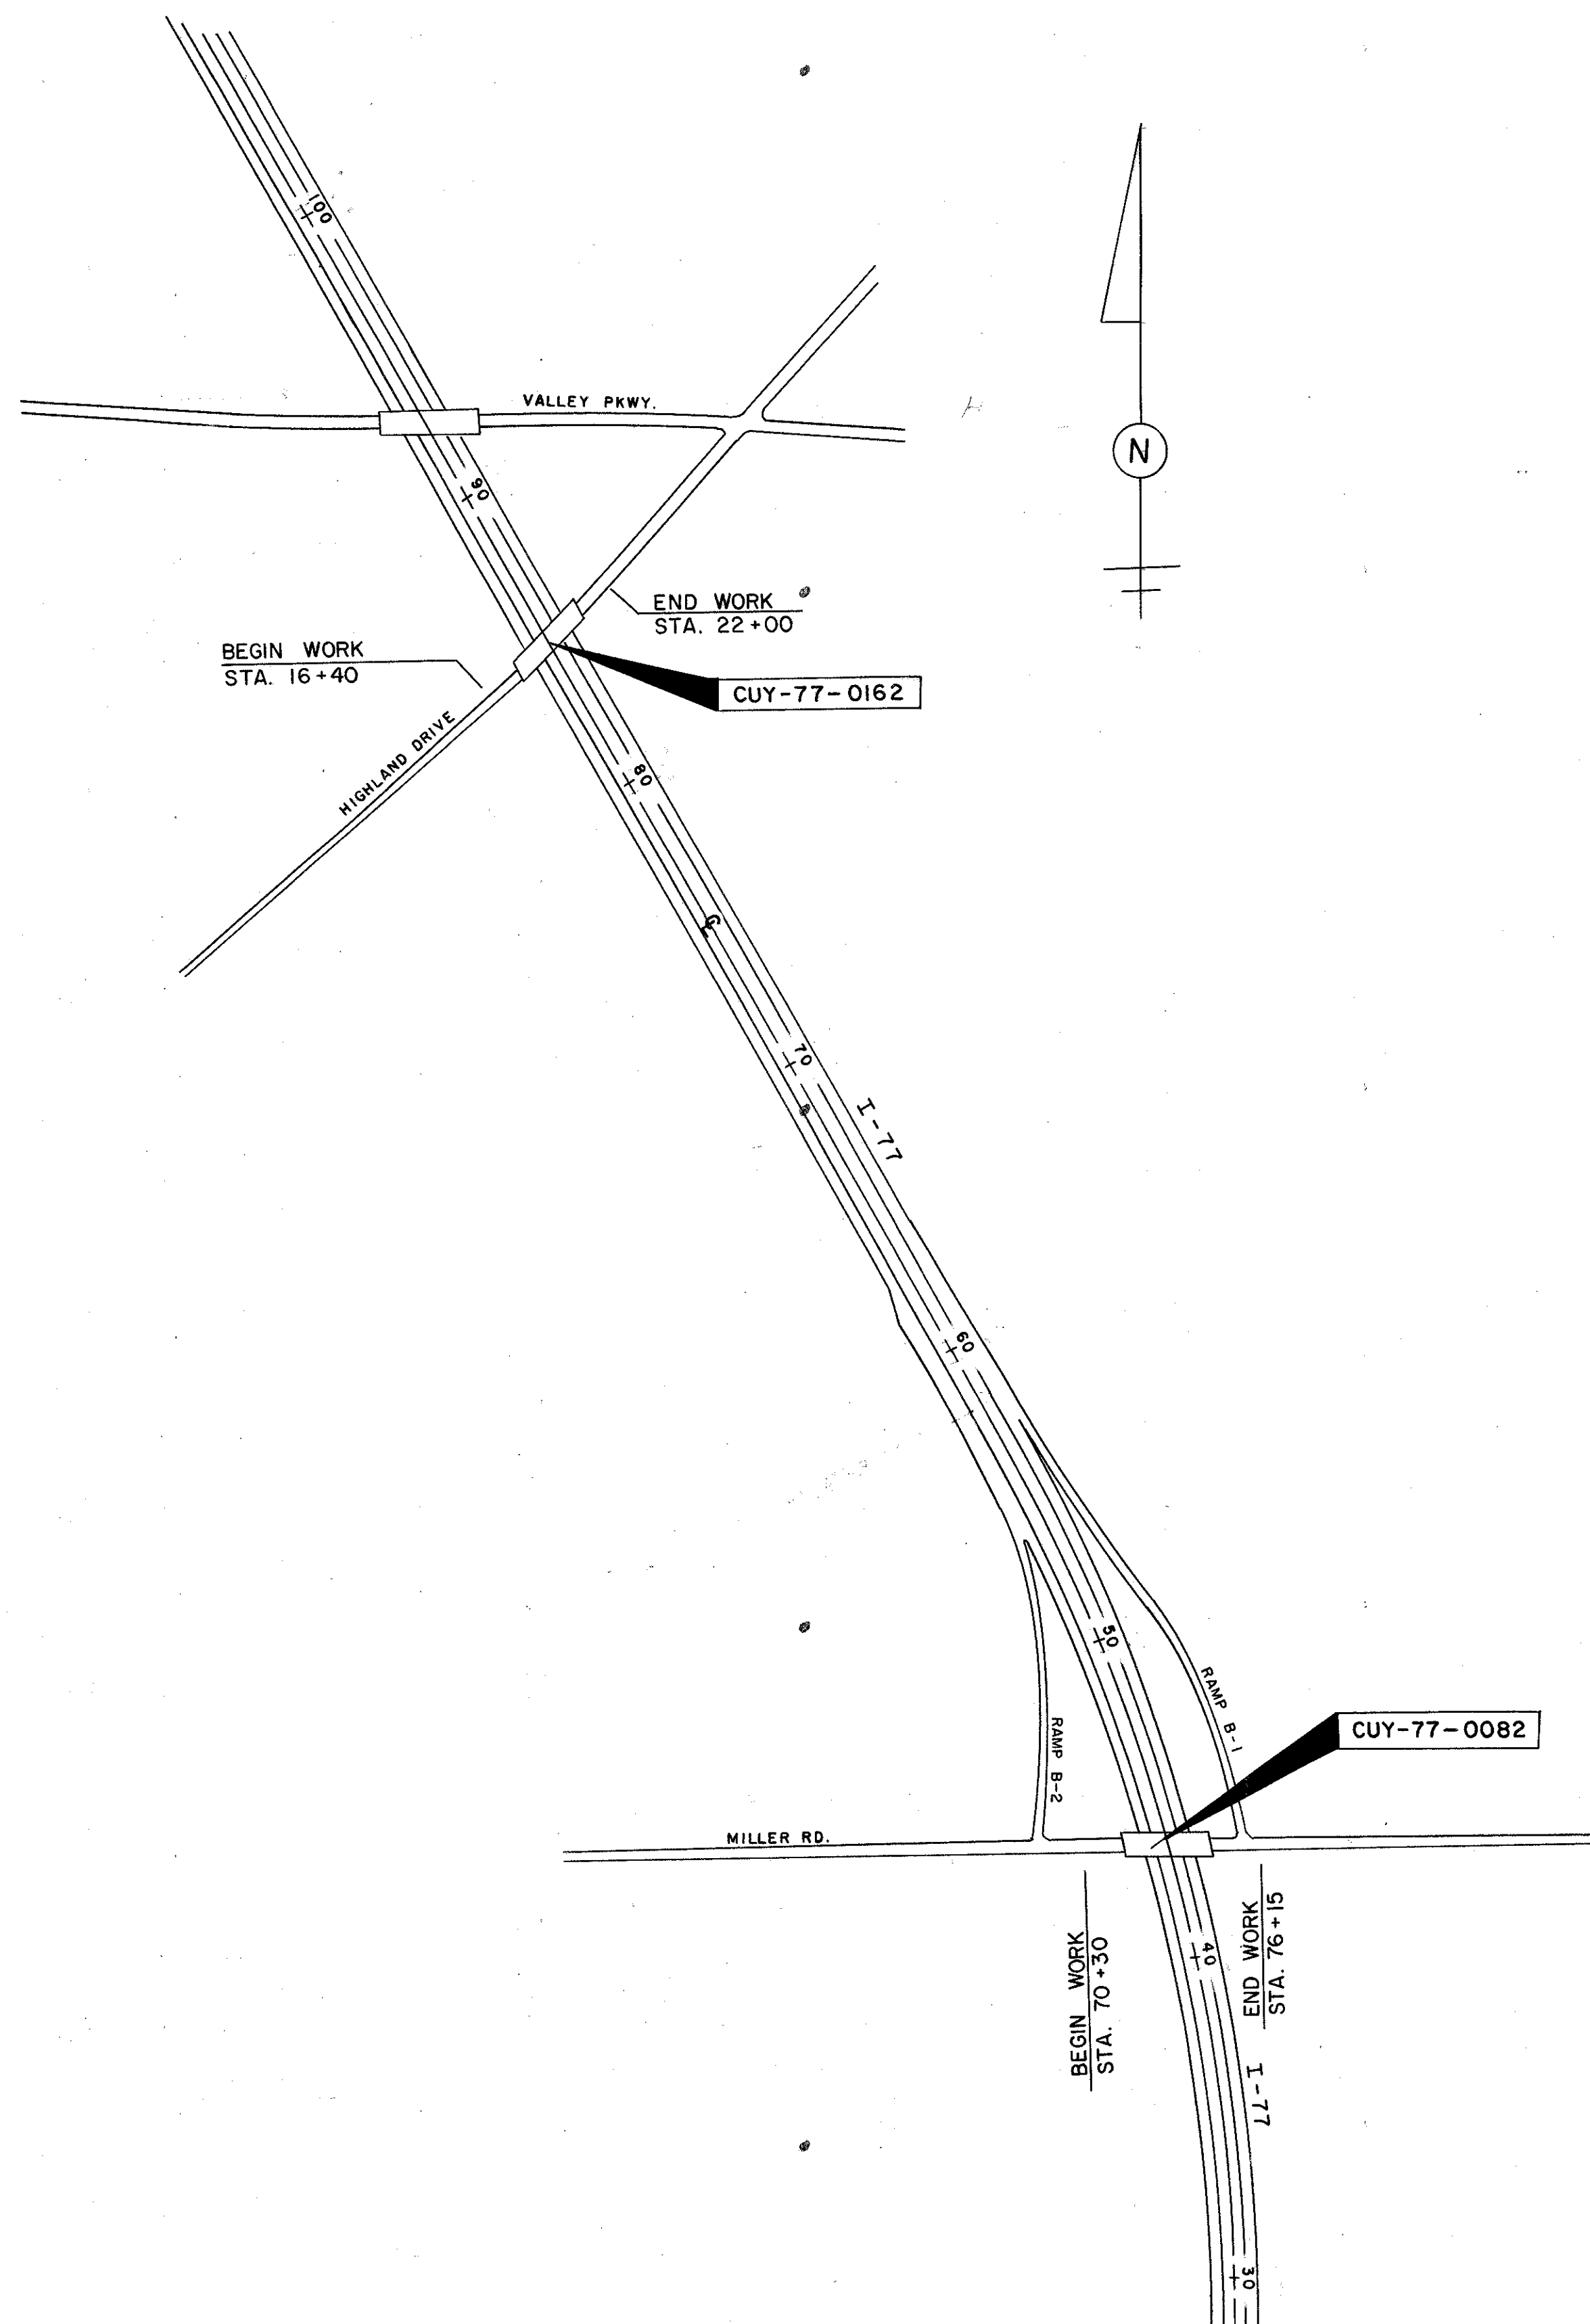 100
VALLEY PKWY.
N
90
END WORK
STA. 22+00
BEGIN WORK
STA. 16+40
CUY-77-0162
HIGHLAND DRIVE
80
℄
70
I-77
60
50
RAMP B-1
RAMP B-2
CUY-77-0082
MILLER RD.
BEGIN WORK
STA. 70+30
END WORK
STA. 76+15
40
I-77
30